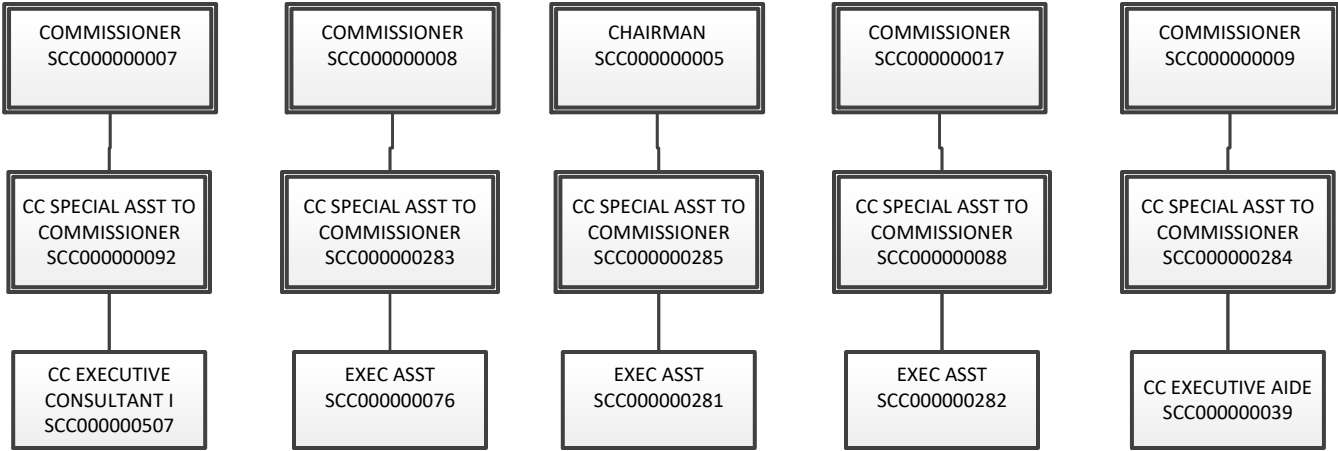 COMMISSIONER
SCC000000007
COMMISSIONER
SCC000000008
CHAIRMAN
SCC000000005
COMMISSIONER
SCC000000017
COMMISSIONER
SCC000000009
CC SPECIAL ASST TO
COMMISSIONER
SCC000000092
CC SPECIAL ASST TO
COMMISSIONER
SCC000000283
CC SPECIAL ASST TO
COMMISSIONER
SCC000000285
CC SPECIAL ASST TO
COMMISSIONER
SCC000000088
CC SPECIAL ASST TO
COMMISSIONER
SCC000000284
CC EXECUTIVE
CONSULTANT I
SCC000000507
EXEC ASST
SCC000000076
EXEC ASST
SCC000000281
EXEC ASST
SCC000000282
CC EXECUTIVE AIDE
SCC000000039